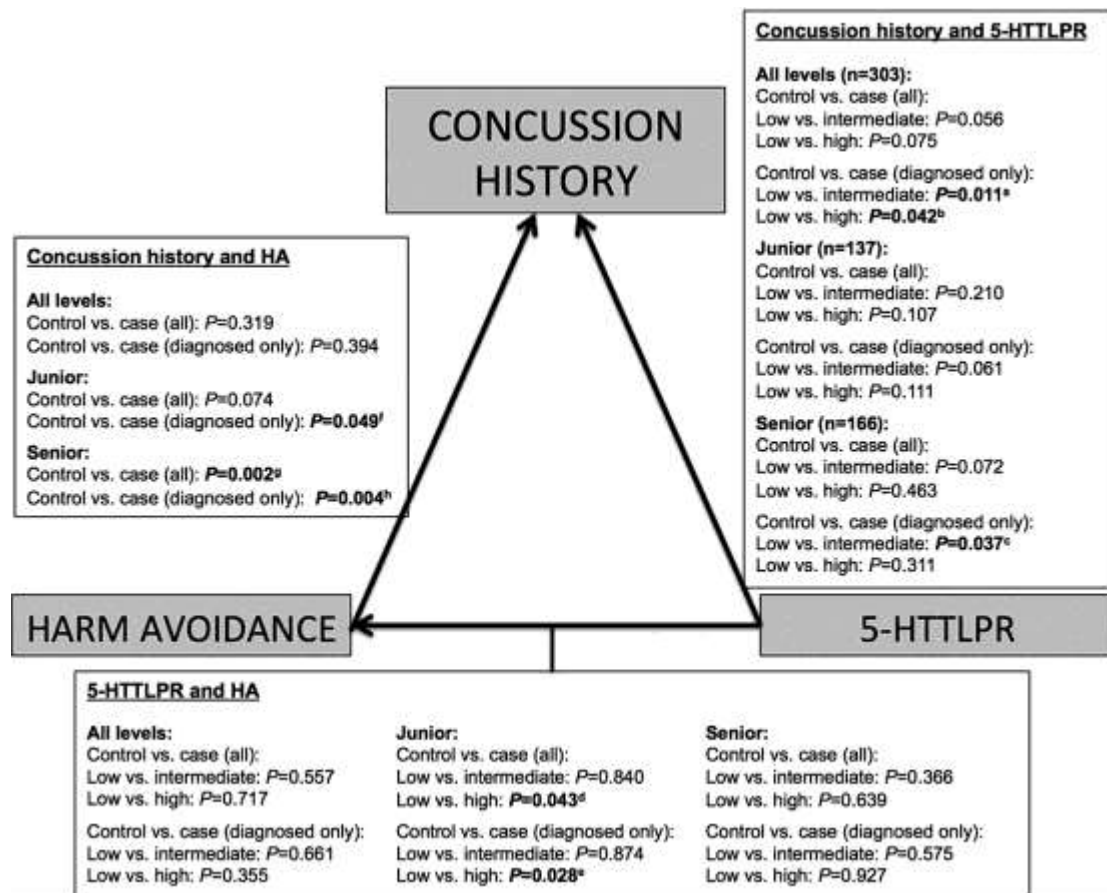 CONCUSSION
HISTORY
Concussion history and 5-HTTLPR
All levels (n=303):
Control vs. case (all):
Low vs. intermediate: P=0.056
Low vs. high: P=0.075
Control vs. case (diagnosed only):
Low vs. intermediate: P=0.011ᵃ
Low vs. high: P=0.042ᵇ
Junior (n=137):
Control vs. case (all):
Low vs. intermediate: P=0.210
Low vs. high: P=0.107
Control vs. case (diagnosed only):
Low vs. intermediate: P=0.061
Low vs. high: P=0.111
Senior (n=166):
Control vs. case (all):
Low vs. intermediate: P=0.072
Low vs. high: P=0.463
Control vs. case (diagnosed only):
Low vs. intermediate: P=0.037ᶜ
Low vs. high: P=0.311
Concussion history and HA
All levels:
Control vs. case (all): P=0.319
Control vs. case (diagnosed only): P=0.394
Junior:
Control vs. case (all): P=0.074
Control vs. case (diagnosed only): P=0.049ᶠ
Senior:
Control vs. case (all): P=0.002ᵍ
Control vs. case (diagnosed only): P=0.004ʰ
HARM AVOIDANCE
5-HTTLPR
5-HTTLPR and HA
All levels:
Control vs. case (all):
Low vs. intermediate: P=0.557
Low vs. high: P=0.717
Control vs. case (diagnosed only):
Low vs. intermediate: P=0.661
Low vs. high: P=0.355
Junior:
Control vs. case (all):
Low vs. intermediate: P=0.840
Low vs. high: P=0.043ᵈ
Control vs. case (diagnosed only):
Low vs. intermediate: P=0.874
Low vs. high: P=0.028ᵉ
Senior:
Control vs. case (all):
Low vs. intermediate: P=0.366
Low vs. high: P=0.639
Control vs. case (diagnosed only):
Low vs. intermediate: P=0.575
Low vs. high: P=0.927